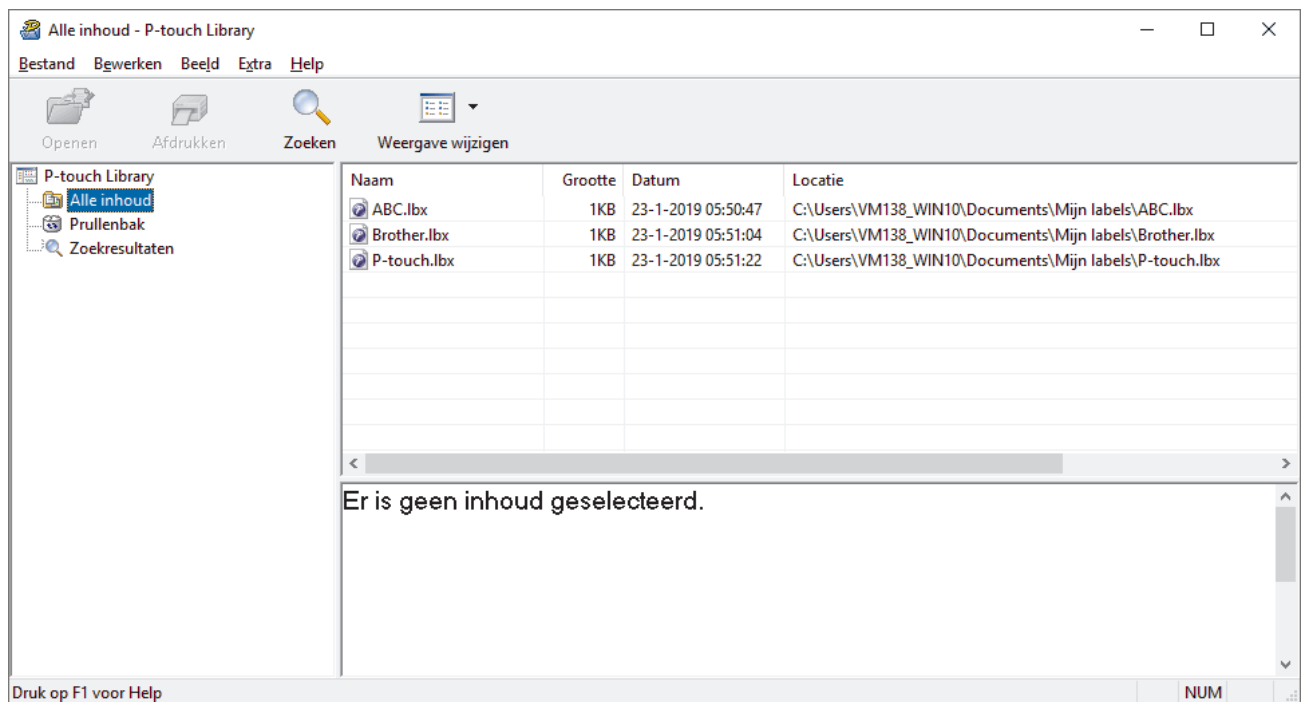 Alle inhoud - P-touch Library
Bestand Bewerken Beeld Extra Help
Openen Afdrukken Zoeken Weergave wijzigen
P-touch Library
Alle inhoud
Prullenbak
Zoekresultaten
Naam Grootte Datum Locatie
ABC.lbx 1KB 23-1-2019 05:50:47 C:\Users\VM138_WIN10\Documents\Mijn labels\ABC.lbx
Brother.lbx 1KB 23-1-2019 05:51:04 C:\Users\VM138_WIN10\Documents\Mijn labels\Brother.lbx
P-touch.lbx 1KB 23-1-2019 05:51:22 C:\Users\VM138_WIN10\Documents\Mijn labels\P-touch.lbx
Er is geen inhoud geselecteerd.
Druk op F1 voor Help NUM